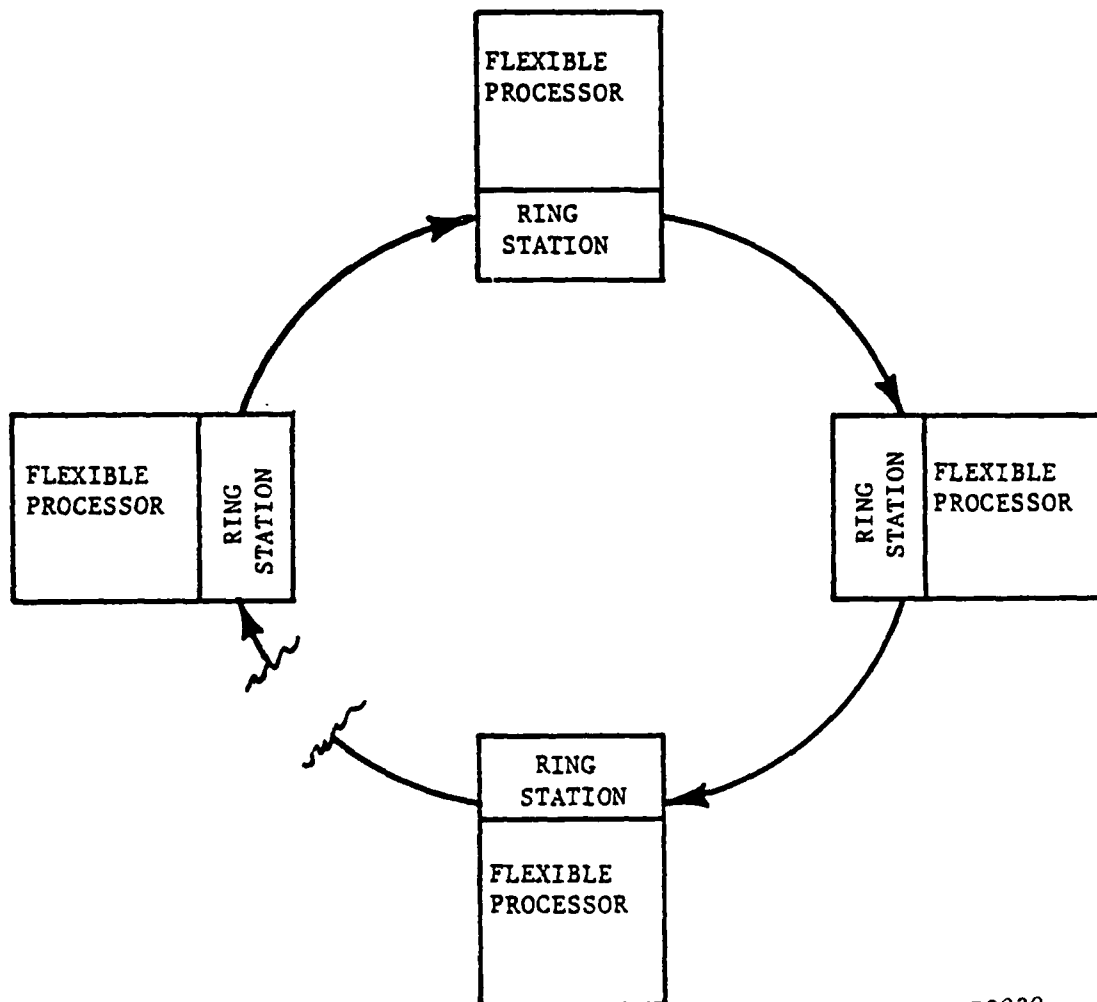 FLEXIBLE
PROCESSOR
RING
STATION
FLEXIBLE
PROCESSOR
RING
STATION
RING
STATION
FLEXIBLE
PROCESSOR
RING
STATION
FLEXIBLE
PROCESSOR